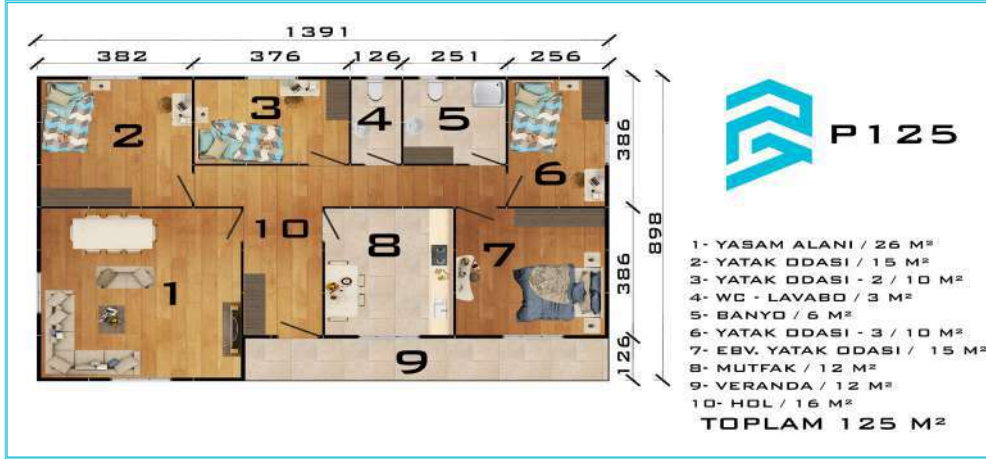 1391
382 376 126 251 256
2 3 4 5 6
386
898
10 8 7 1
386
9
126
P125
1- YAŞAM ALANI / 26 M²
2- YATAK ODASI / 15 M²
3- YATAK ODASI - 2 / 10 M²
4- WC - LAVABO / 3 M²
5- BANYO / 6 M²
6- YATAK ODASI - 3 / 10 M²
7- EBV. YATAK ODASI / 15 M²
8- MUTFAK / 12 M²
9- VERANDA / 12 M²
10- HOL / 16 M²
TOPLAM 125 M²